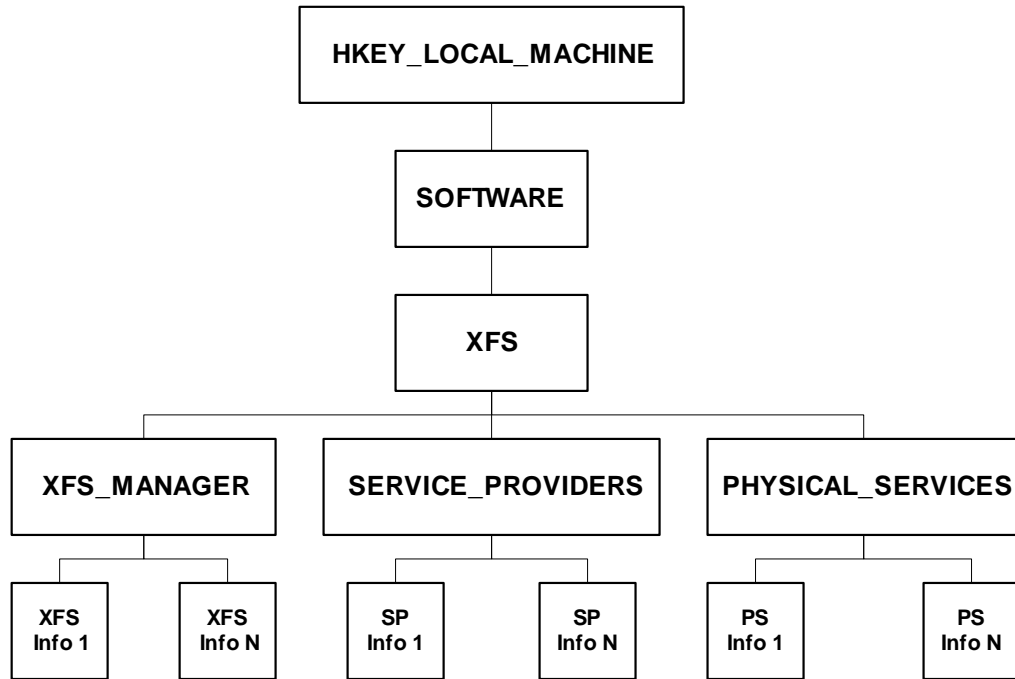 HKEY_LOCAL_MACHINE
SOFTWARE
XFS
XFS_MANAGER
SERVICE_PROVIDERS
PHYSICAL_SERVICES
XFS
Info 1
XFS
Info N
SP
Info 1
SP
Info N
PS
Info 1
PS
Info N